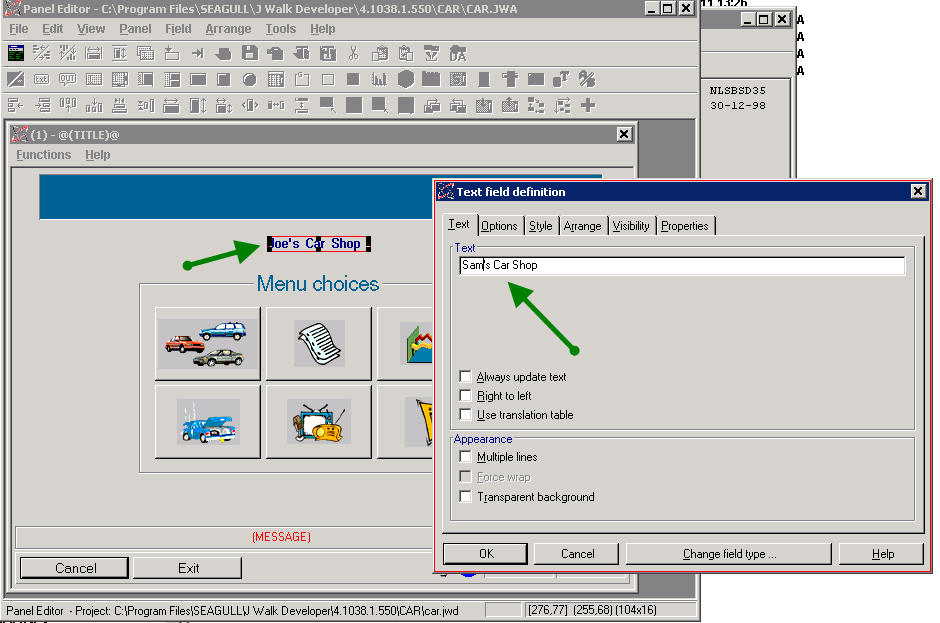 Panel Editor - C:\Program Files\SEAGULL\J Walk Developer\4.1038.1.550\CAR\CAR.JWA
File Edit View Panel Field Arrange Tools Help
11 13:26
A
A
A
A
NLSBSD35
30-12-98
(1) - @(TITLE)@
Functions Help
Joe's Car Shop
Menu choices
(MESSAGE)
Cancel Exit
Panel Editor - Project: C:\Program Files\SEAGULL\J Walk Developer\4.1038.1.550\CAR\car.jwd
[276,77] (255,68) (104x16)
Text field definition
Text Options Style Arrange Visibility Properties
Text
Sam's Car Shop
Always update text
Right to left
Use translation table
Appearance
Multiple lines
Force wrap
Transparent background
OK Cancel Change field type ... Help